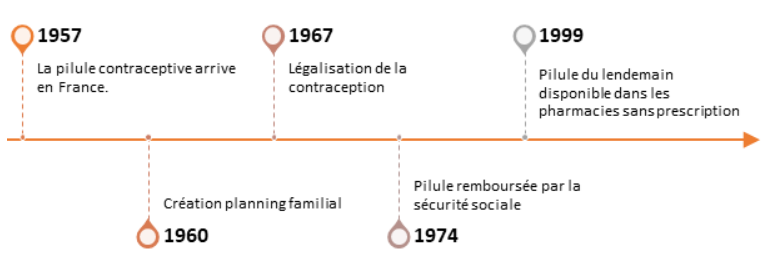 1957
La pilule contraceptive arrive
en France.
1967
Légalisation de la
contraception
1999
Pilule du lendemain
disponible dans les
pharmacies sans prescription
Création planning familial
1960
Pilule remboursée par la
sécurité sociale
1974